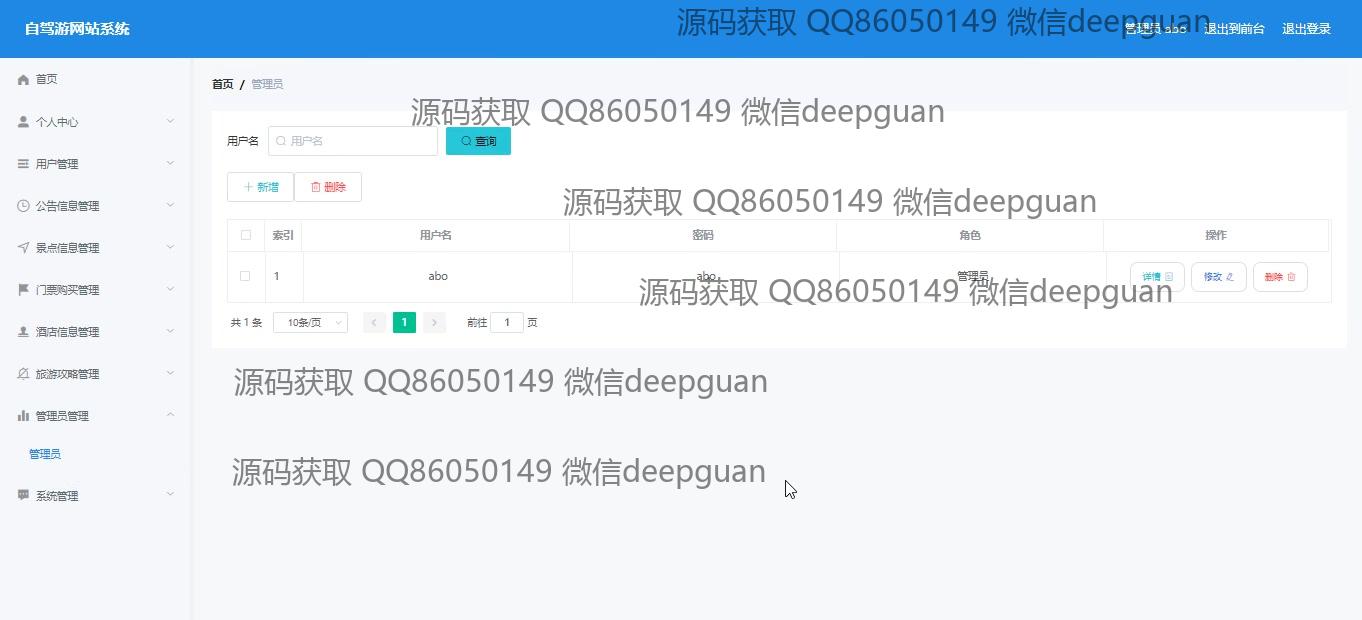 自驾游网站系统
源码获取 QQ86050149 微信deepguan
管理员 abo 退出到前台 退出登录
首页
个人中心
用户管理
公告信息管理
景点信息管理
门票购买管理
酒店信息管理
旅游攻略管理
管理员管理
管理员
系统管理
首页 / 管理员
源码获取 QQ86050149 微信deepguan
用户名 用户名 查询
新增 删除
源码获取 QQ86050149 微信deepguan
索引 用户名 密码 角色 操作
1 abo abo 管理员 详情 修改 删除
源码获取 QQ86050149 微信deepguan
共 1 条 10条/页 1 前往 1 页
源码获取 QQ86050149 微信deepguan
源码获取 QQ86050149 微信deepguan